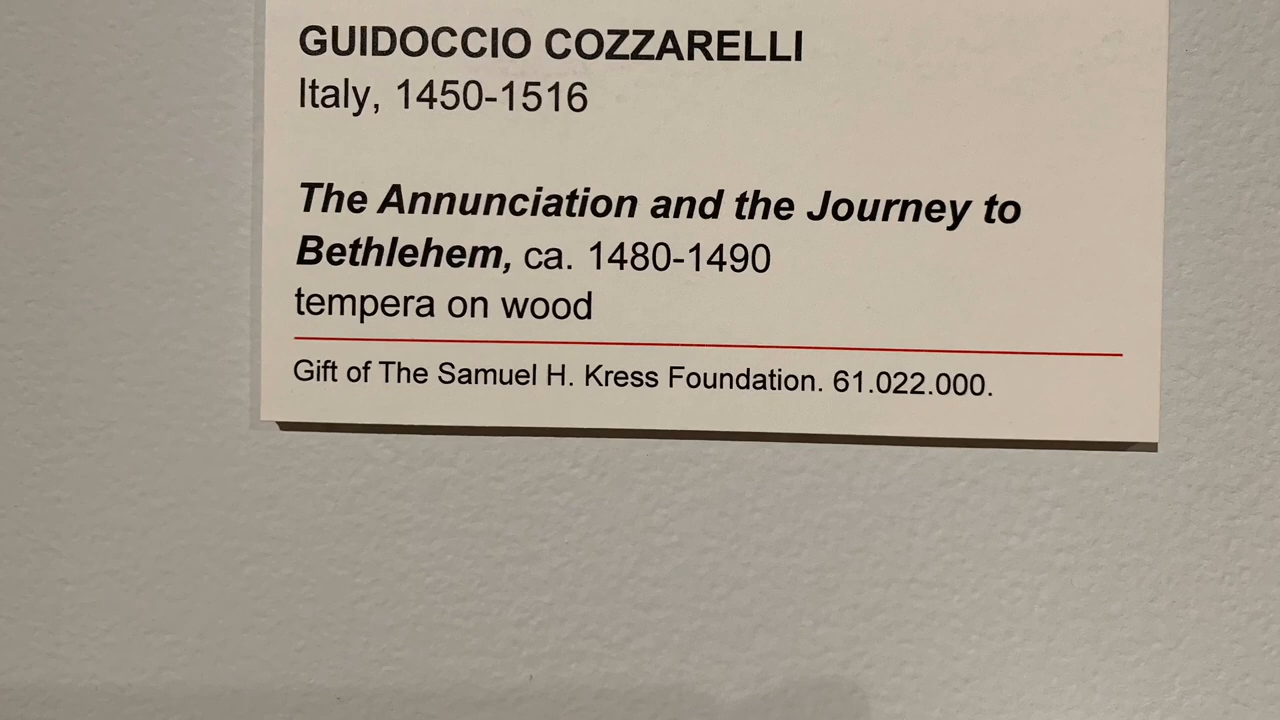 GUIDOCCIO COZZARELLI
Italy, 1450-1516
The Annunciation and the Journey to
Bethlehem, ca. 1480-1490
tempera on wood
Gift of The Samuel H. Kress Foundation. 61.022.000.